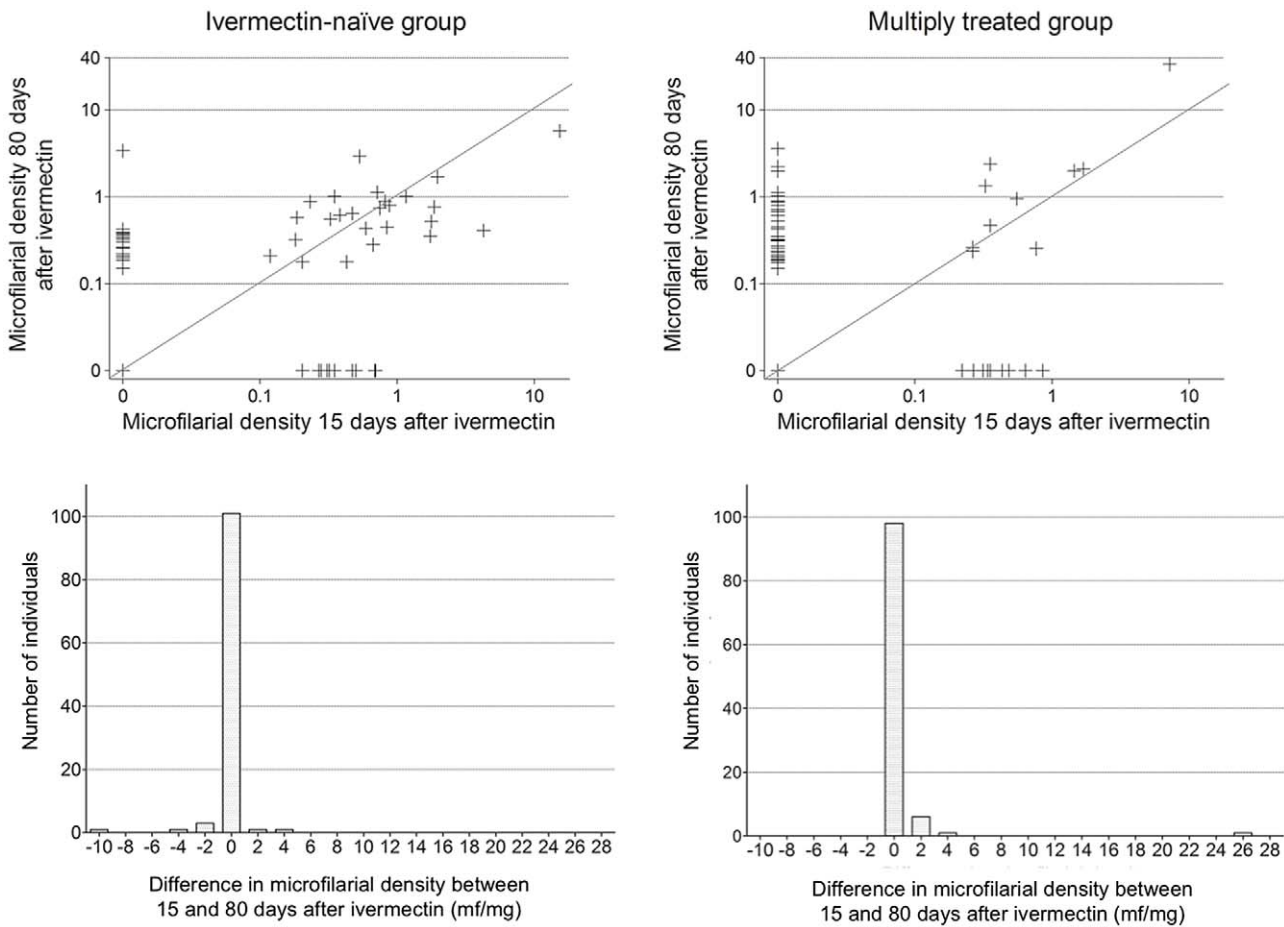 Ivermectin-naïve group
Multiply treated group
Microfilarial density 80 days
after ivermectin
40
10
1
0.1
0
0 0.1 1 10
Microfilarial density 15 days after ivermectin
Microfilarial density 80 days
after ivermectin
40
10
1
0.1
0
0 0.1 1 10
Microfilarial density 15 days after ivermectin
Number of individuals
100
80
60
40
20
0
-10 -8 -6 -4 -2 0 2 4 6 8 10 12 14 16 18 20 22 24 26 28
Difference in microfilarial density between
15 and 80 days after ivermectin (mf/mg)
Number of individuals
100
80
60
40
20
0
-10 -8 -6 -4 -2 0 2 4 6 8 10 12 14 16 18 20 22 24 26 28
Difference in microfilarial density between
15 and 80 days after ivermectin (mf/mg)